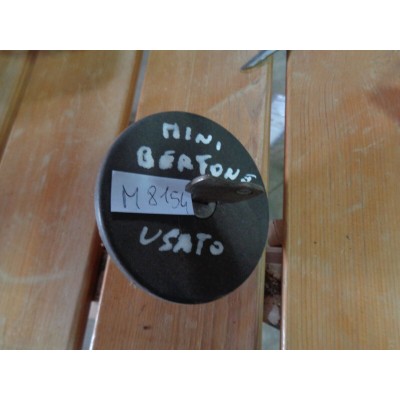 MINI
BERTONE
M 8154
USATO